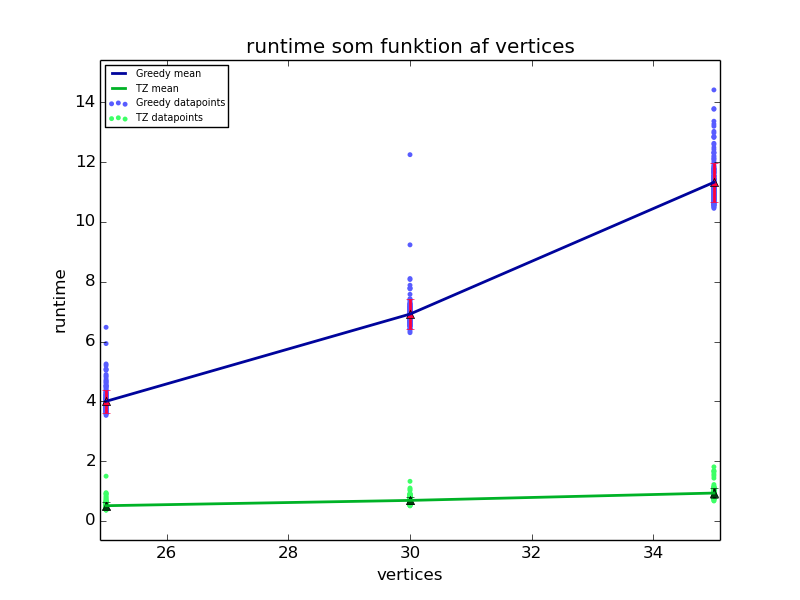 runtime som funktion af vertices
Greedy mean
TZ mean
Greedy datapoints
TZ datapoints
14
12
10
8
6
4
2
0
runtime
26
28
30
32
34
vertices